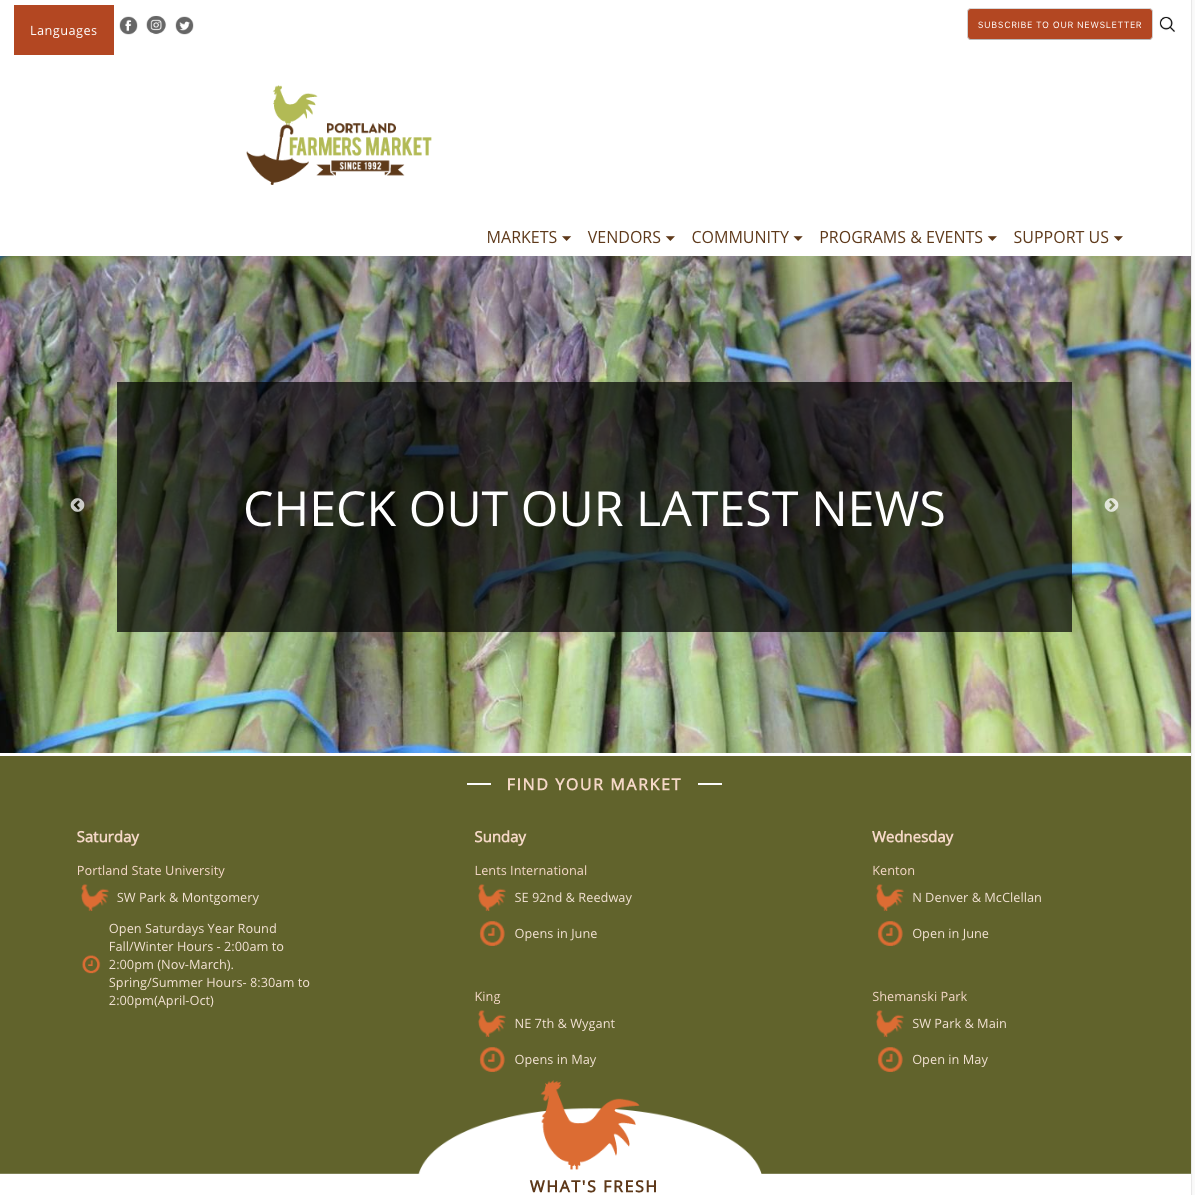 Languages
SUBSCRIBE TO OUR NEWSLETTER
PORTLAND
FARMERS MARKET
SINCE 1992
MARKETS
VENDORS
COMMUNITY
PROGRAMS & EVENTS
SUPPORT US
CHECK OUT OUR LATEST NEWS
FIND YOUR MARKET
Saturday
Portland State University
SW Park & Montgomery
Open Saturdays Year Round
Fall/Winter Hours - 2:00am to
2:00pm (Nov-March).
Spring/Summer Hours- 8:30am to
2:00pm(April-Oct)
Sunday
Lents International
SE 92nd & Reedway
Opens in June
King
NE 7th & Wygant
Opens in May
Wednesday
Kenton
N Denver & McClellan
Open in June
Shemanski Park
SW Park & Main
Open in May
WHAT'S FRESH